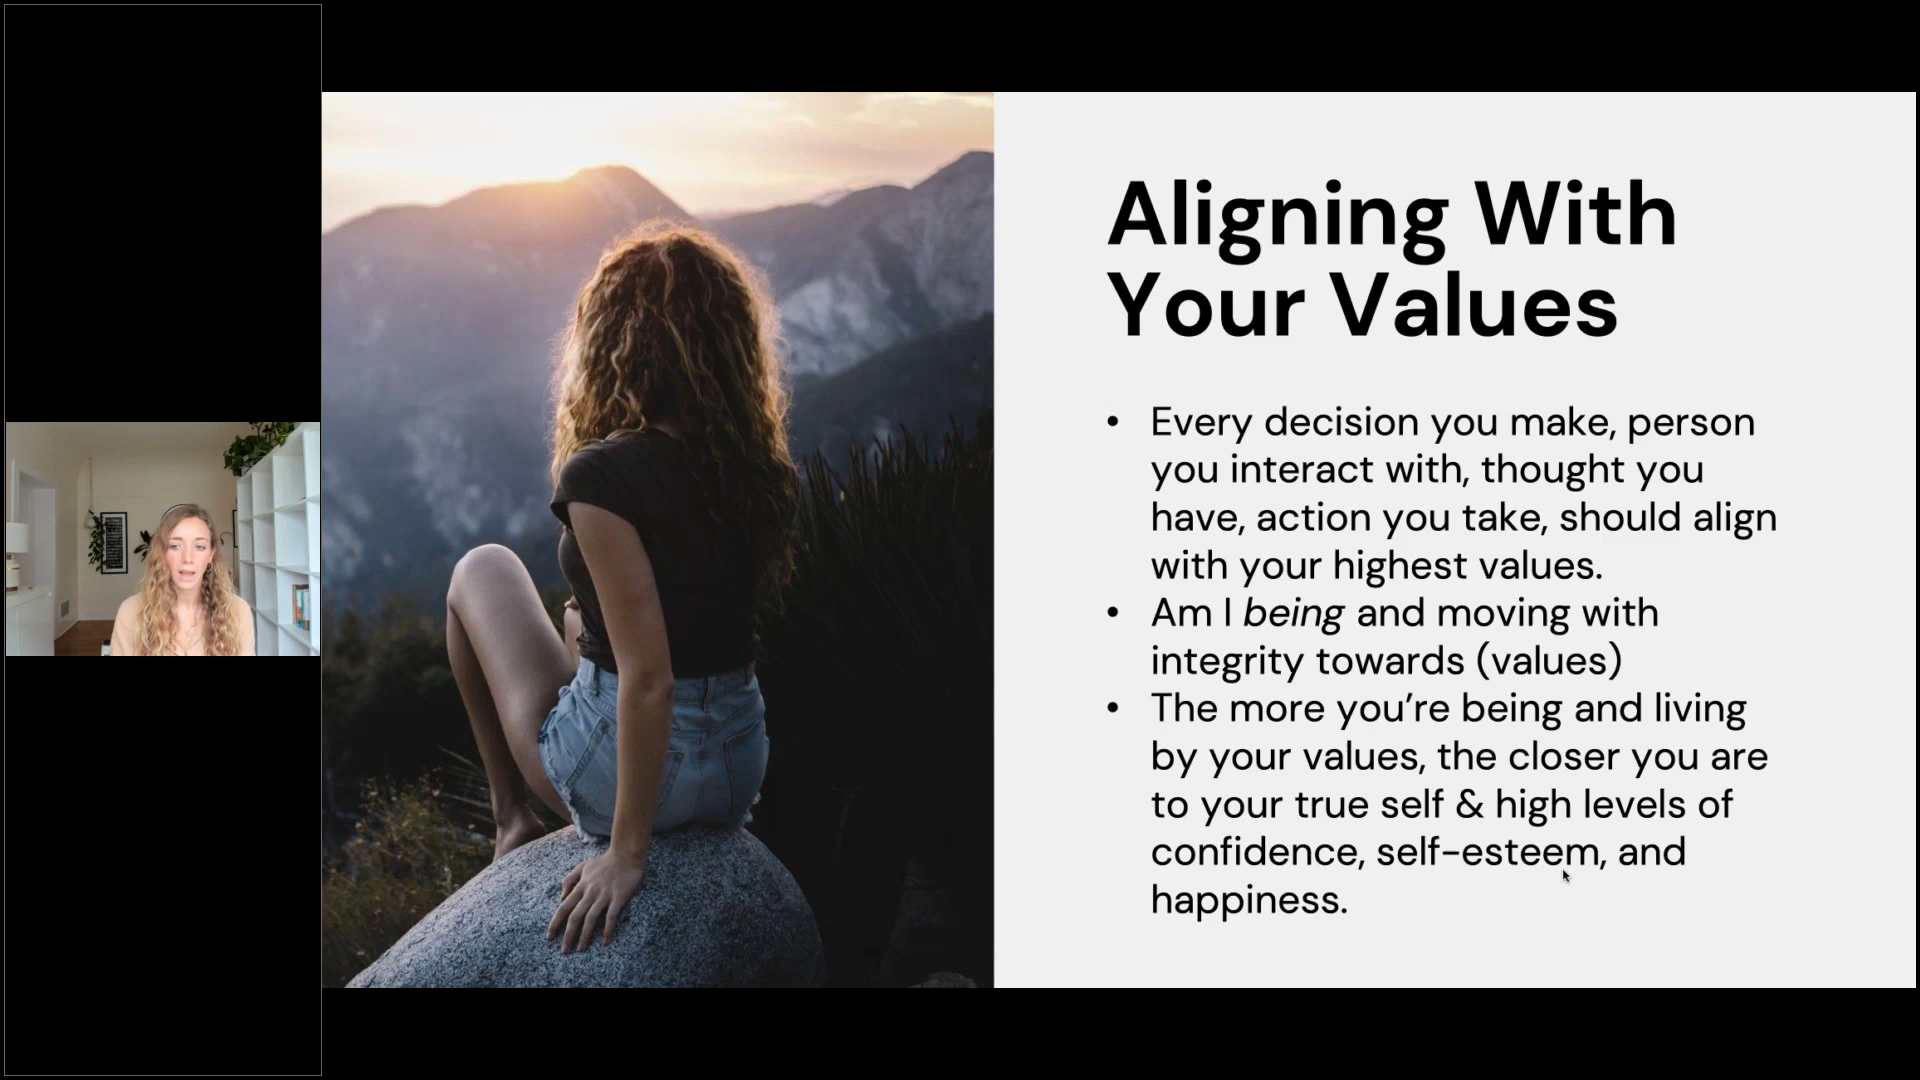 Aligning With
Your Values
• Every decision you make, person
you interact with, thought you
have, action you take, should align
with your highest values.
• Am I being and moving with
integrity towards (values)
• The more you’re being and living
by your values, the closer you are
to your true self & high levels of
confidence, self-esteem, and
happiness.